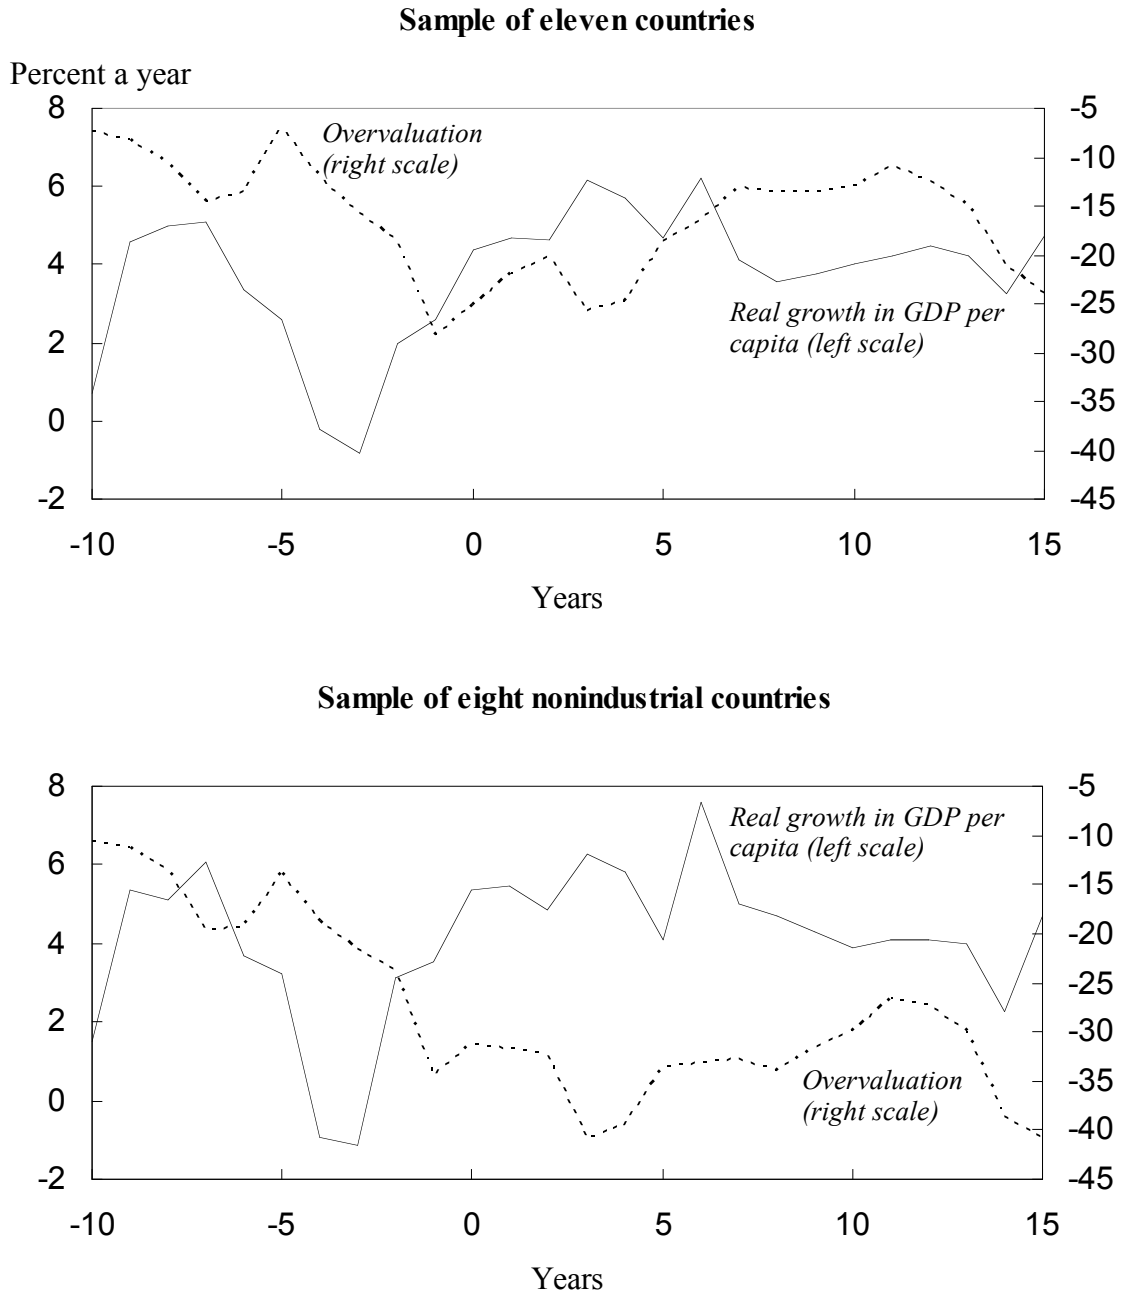 Sample of eleven countries
Percent a year
8
6
4
2
0
-2
-5
-10
-15
-20
-25
-30
-35
-40
-45
Overvaluation
(right scale)
Real growth in GDP per
capita (left scale)
-10 -5 0 5 10 15
Years
Sample of eight nonindustrial countries
8
6
4
2
0
-2
-5
-10
-15
-20
-25
-30
-35
-40
-45
Real growth in GDP per
capita (left scale)
Overvaluation
(right scale)
-10 -5 0 5 10 15
Years